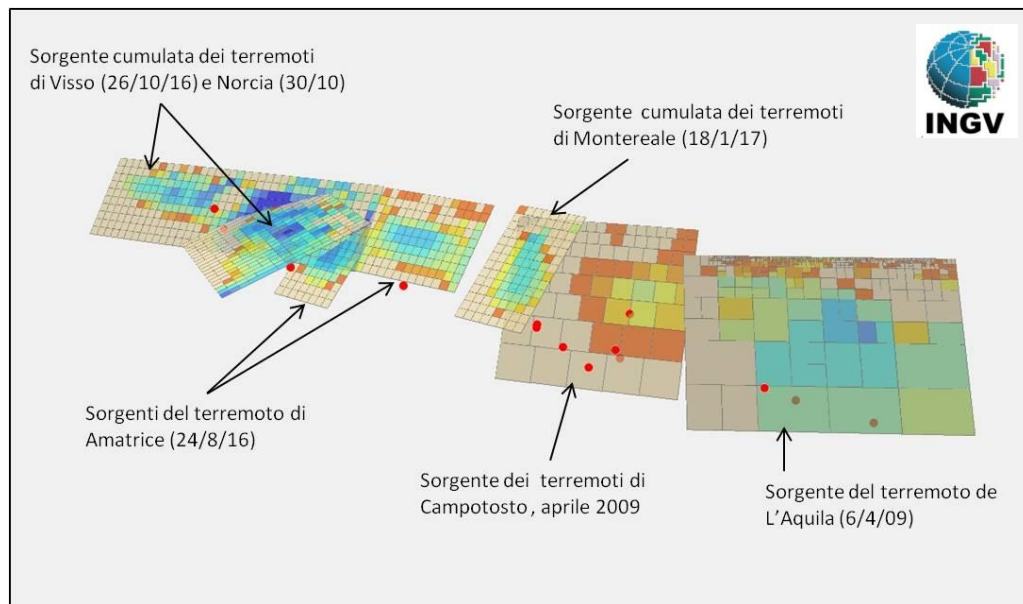 Sorgente cumulata dei terremoti
di Visso (26/10/16) e Norcia (30/10)
INGV
Sorgente cumulata dei terremoti
di Montereale (18/1/17)
Sorgenti del terremoto di
Amatrice (24/8/16)
Sorgente dei terremoti di
Campotosto, aprile 2009
Sorgente del terremoto de
L'Aquila (6/4/09)